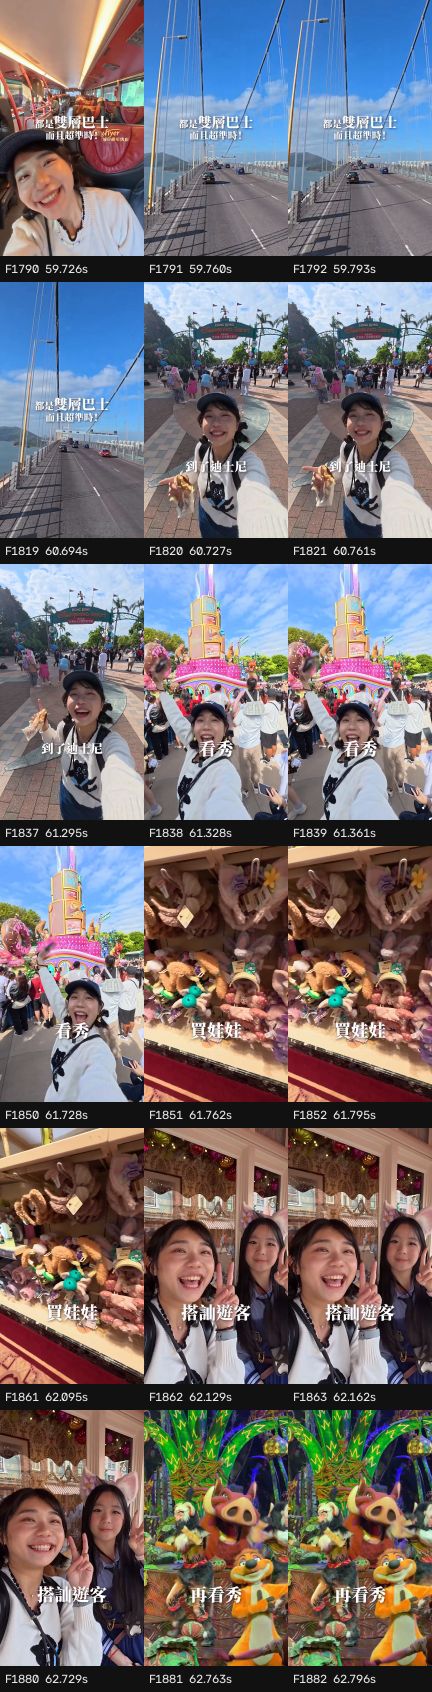 都是雙層巴士
而且超準時!
F1790 59.726s
都是雙層巴士
而且超準時!
F1791 59.760s
都是雙層巴士
而且超準時!
F1792 59.793s
都是雙層巴士
而且超準時!
F1819 60.694s
到了迪士尼
F1820 60.727s
到了迪士尼
F1821 60.761s
到了迪士尼
F1837 61.295s
看秀
F1838 61.328s
看秀
F1839 61.361s
看秀
F1850 61.728s
買娃娃
F1851 61.762s
買娃娃
F1852 61.795s
買娃娃
F1861 62.095s
搭訕遊客
F1862 62.129s
搭訕遊客
F1863 62.162s
搭訕遊客
F1880 62.729s
再看秀
F1881 62.763s
再看秀
F1882 62.796s